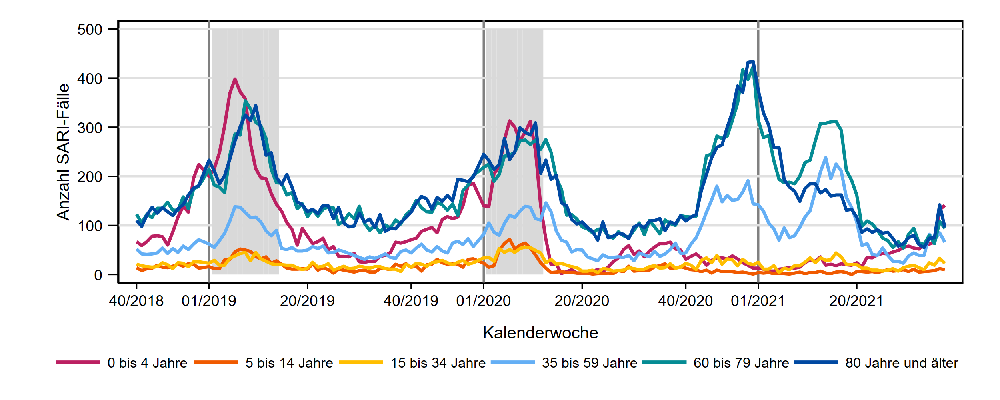 Anzahl SARI-Fälle
500
400
300
200
100
0
40/2018 01/2019 20/2019 40/2019 01/2020 20/2020 40/2020 01/2021 20/2021
Kalenderwoche
0 bis 4 Jahre 5 bis 14 Jahre 15 bis 34 Jahre 35 bis 59 Jahre 60 bis 79 Jahre 80 Jahre und älter